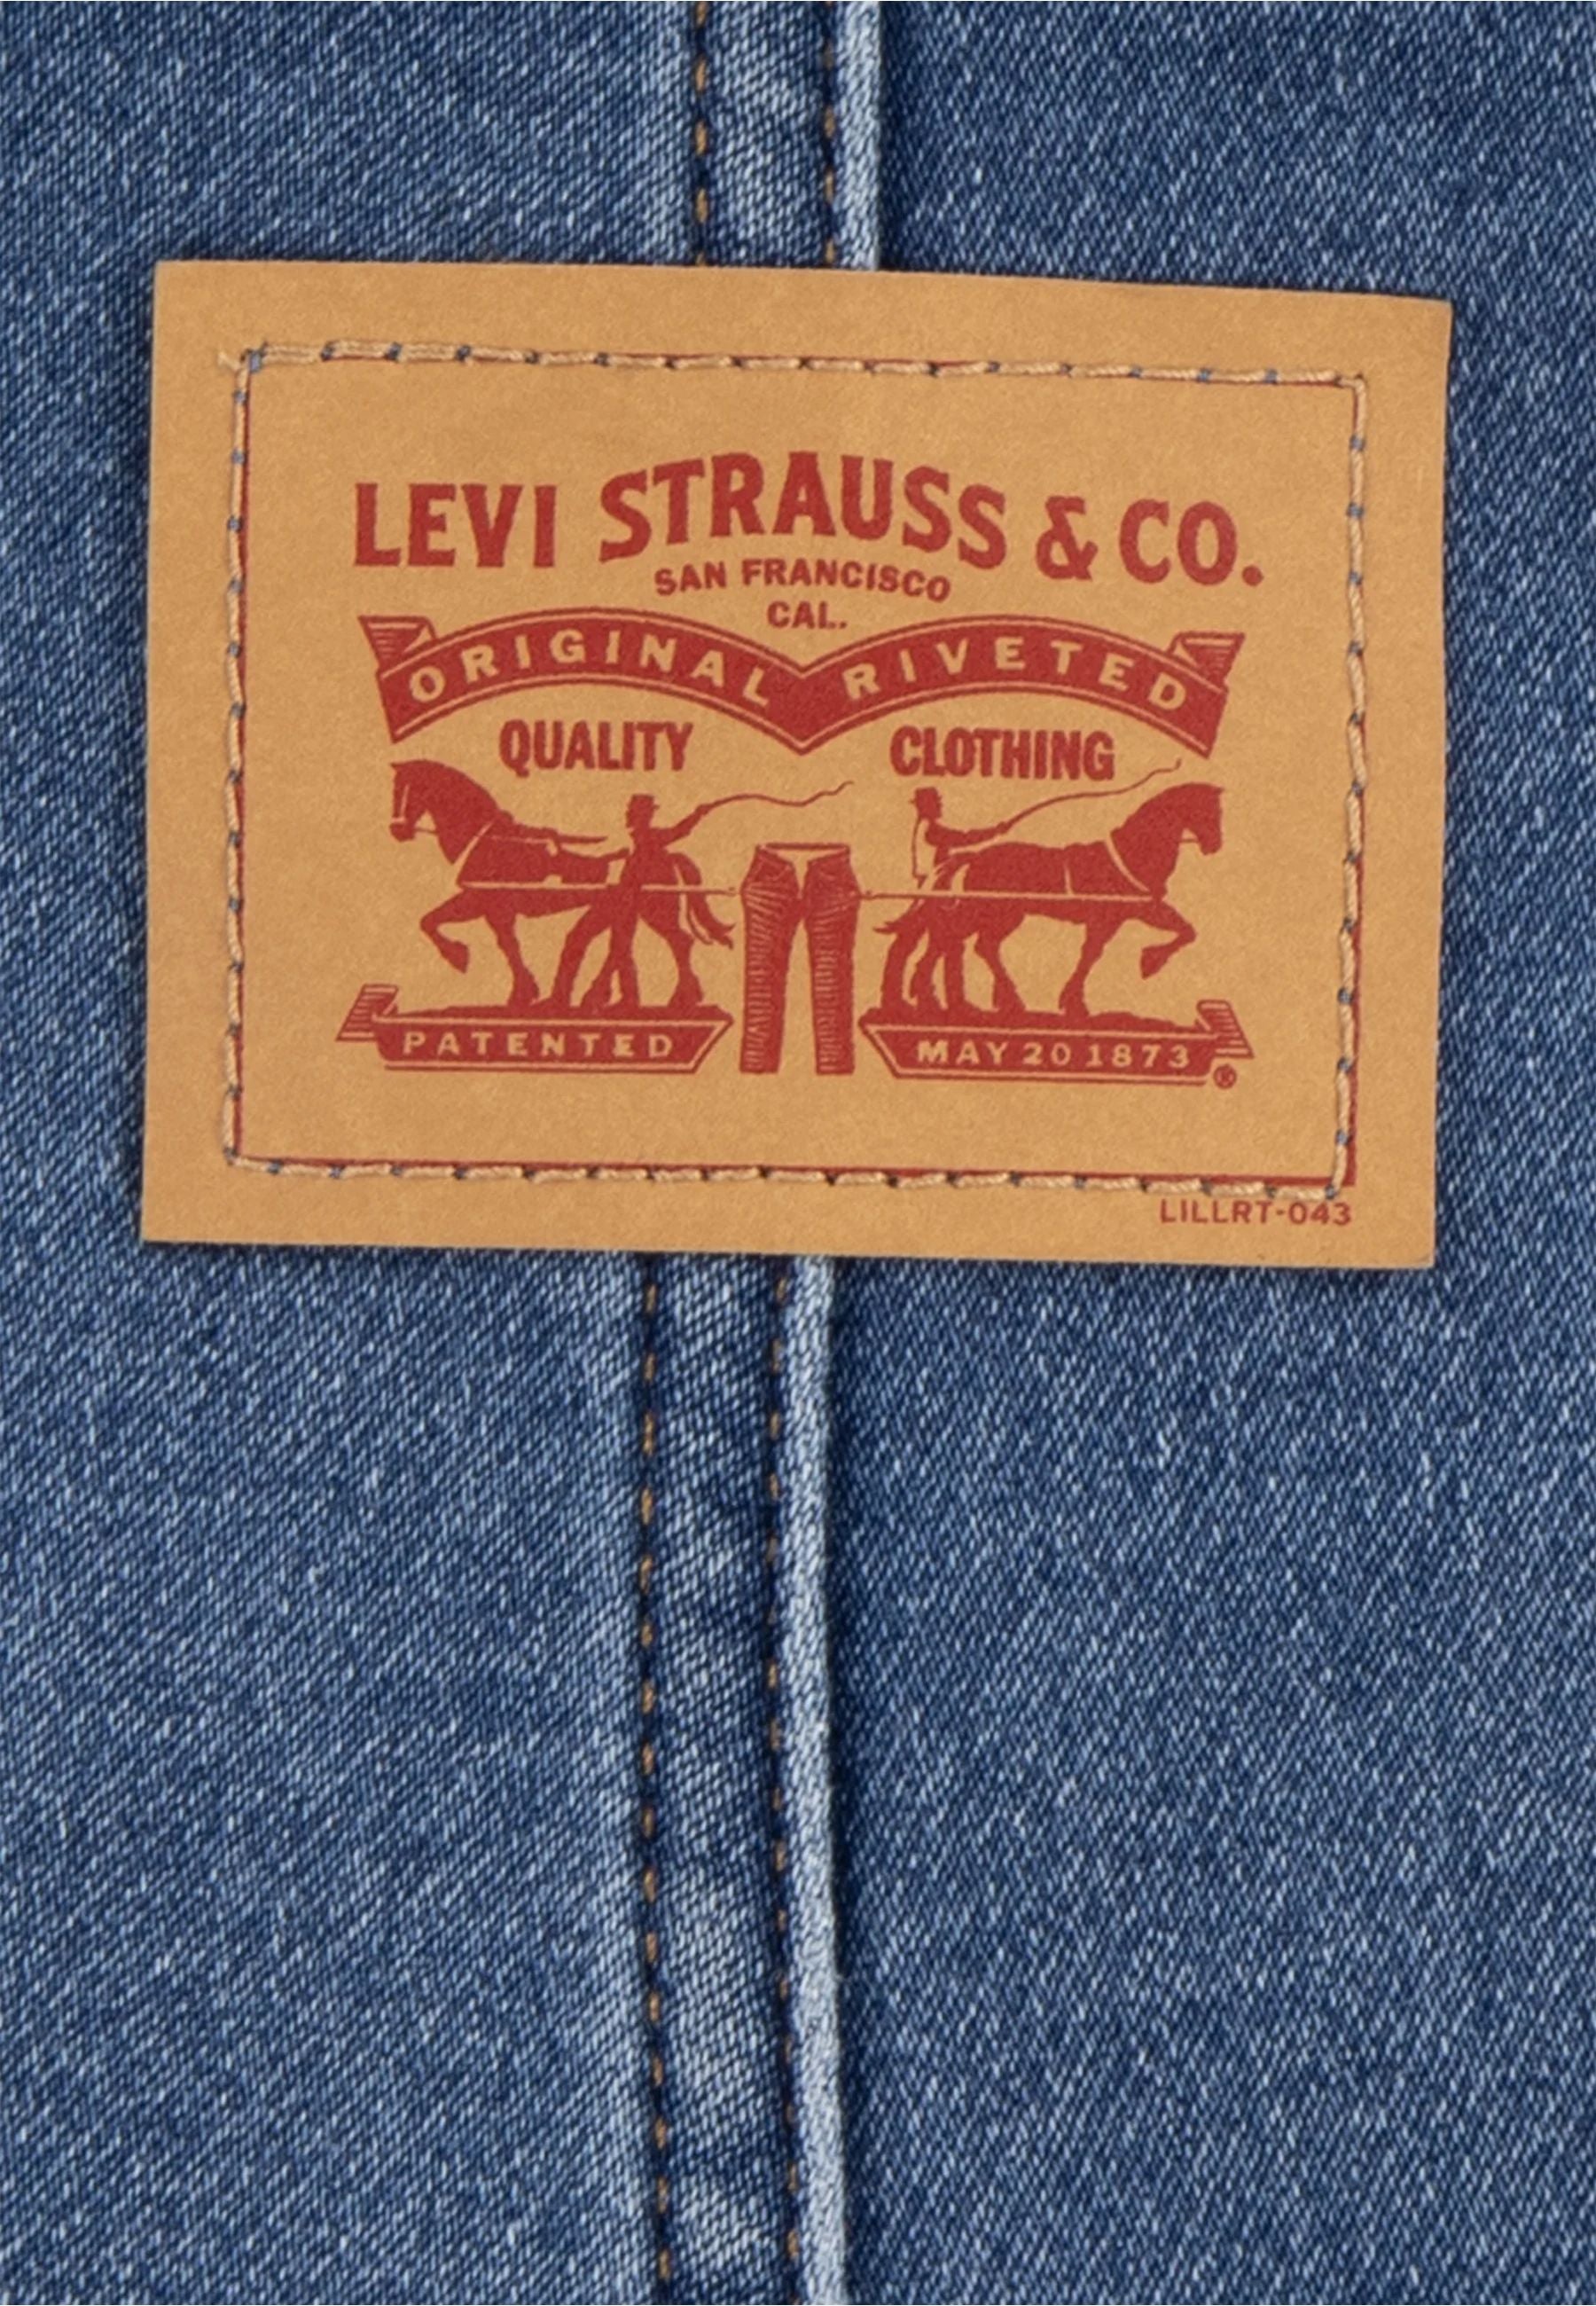 LEVI STRAUSS & CO.
SAN FRANCISCO
CAL.
ORIGINAL RIVETED
QUALITY CLOTHING
PATENTED MAY 20 1873
®
LILLRT-043